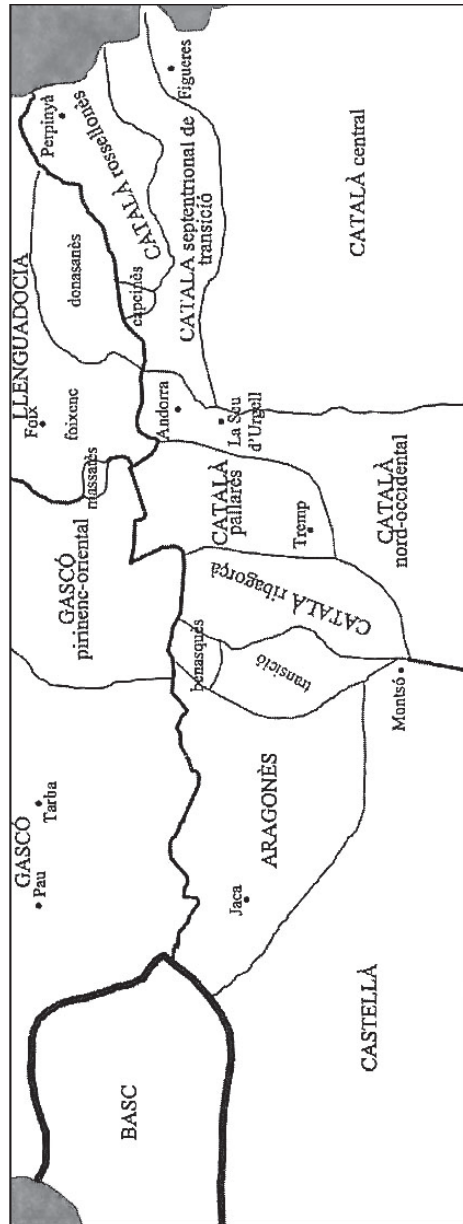 BASC
GASCÓ
Pau
Tarba
GASCÓ
pirinenc-oriental
massatès
LLENGUADOCIÀ
Foix
foixenc
donasanès
Perpinyà
CATALÀ rossellonès
capcinès
CATALÀ septentrional de
transició
Figueres
Andorra
La Seu
d'Urgell
CATALÀ
pallarès
Tremp
CATALÀ ribagorçà
benasquès
transició
ARAGONÈS
Jaca
Montsó
CASTELLÀ
CATALÀ
nord-occidental
CATALÀ central